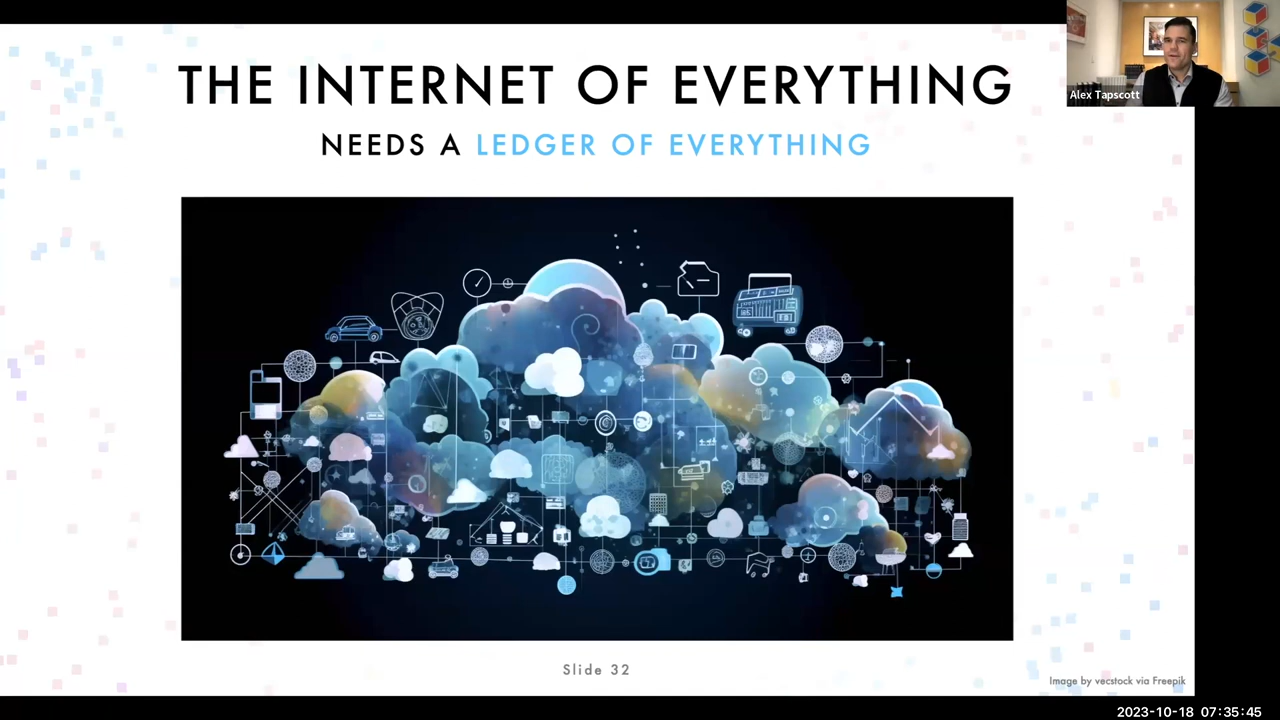 THE INTERNET OF EVERYTHING
NEEDS A LEDGER OF EVERYTHING
Alex Tapscott
Slide 32
Image by vecstock via Freepik
2023-10-18 07:35:45